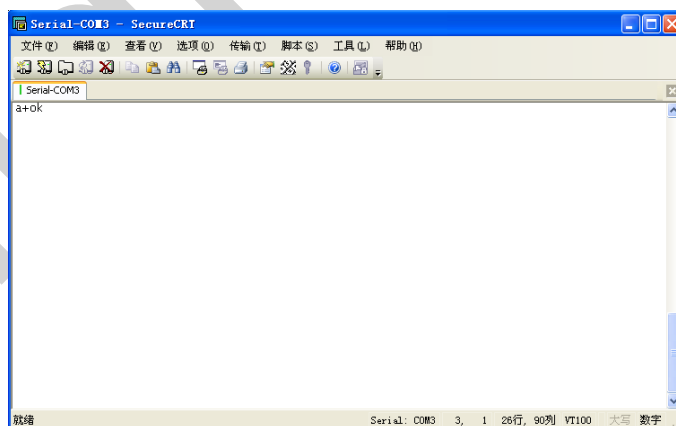 Serial-COM3 - SecureCRT
文件(F) 编辑(E) 查看(V) 选项(O) 传输(T) 脚本(S) 工具(L) 帮助(H)
Serial-COM3
a+ok
就绪 Serial: COM3 3, 1 26行, 90列 VT100 大写 数字